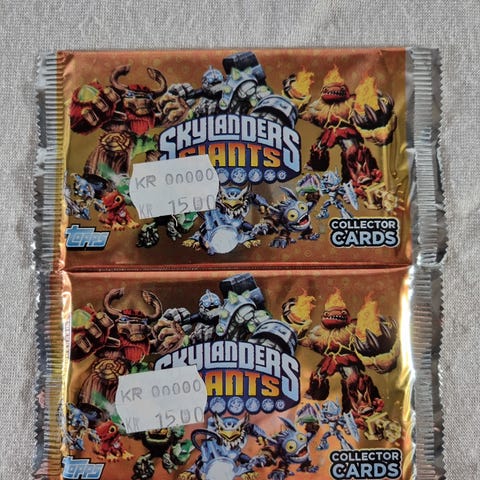 SKYLANDERS
GIANTS
KR 00000
KR 15.00
TOPPS
COLLECTOR
CARDS
SKYLANDERS
GIANTS
KR 00000
KR 15.00
TOPPS
COLLECTOR
CARDS